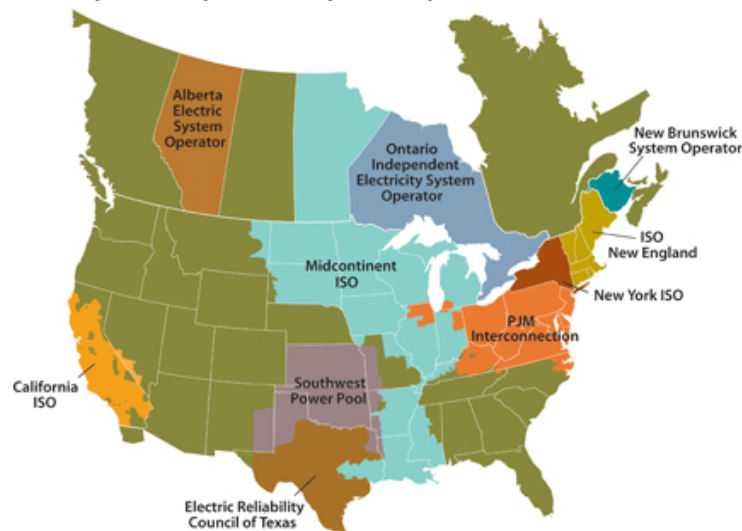 Alberta
Electric
System
Operator
Ontario
Independent
Electricity System
Operator
New Brunswick
System Operator
ISO
New England
Midcontinent
ISO
New York ISO
PJM
Interconnection
California
ISO
Southwest
Power Pool
Electric Reliability
Council of Texas